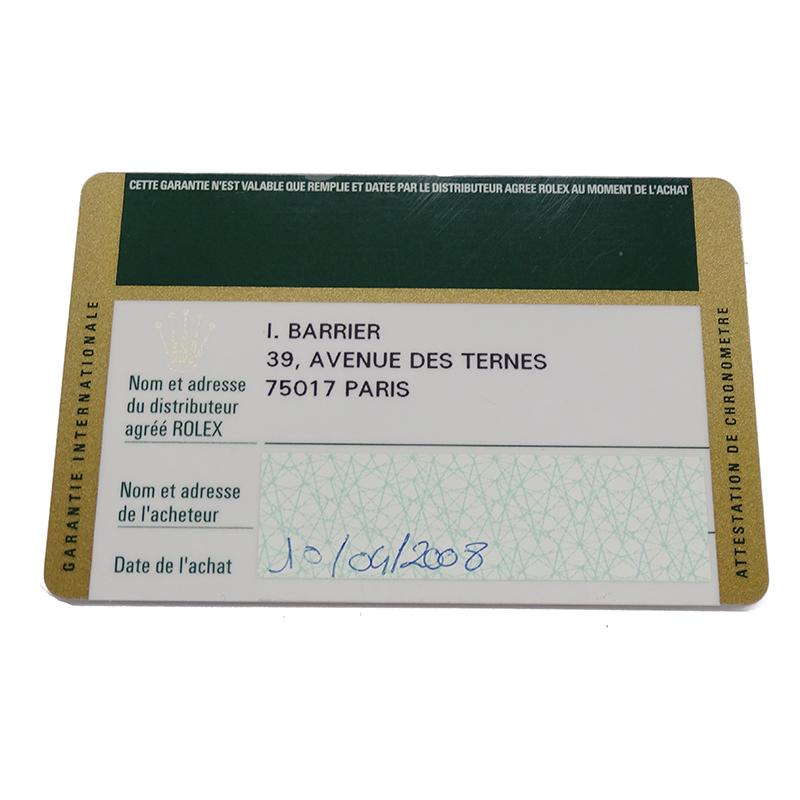 CETTE GARANTIE N'EST VALABLE QUE REMPLIE ET DATEE PAR LE DISTRIBUTEUR AGREE ROLEX AU MOMENT DE L'ACHAT
GARANTIE INTERNATIONALE
I. BARRIER
39, AVENUE DES TERNES
75017 PARIS
Nom et adresse
du distributeur
agréé ROLEX
Nom et adresse
de l'acheteur
Date de l'achat
10/04/2008
ATTESTATION DE CHRONOMETRE